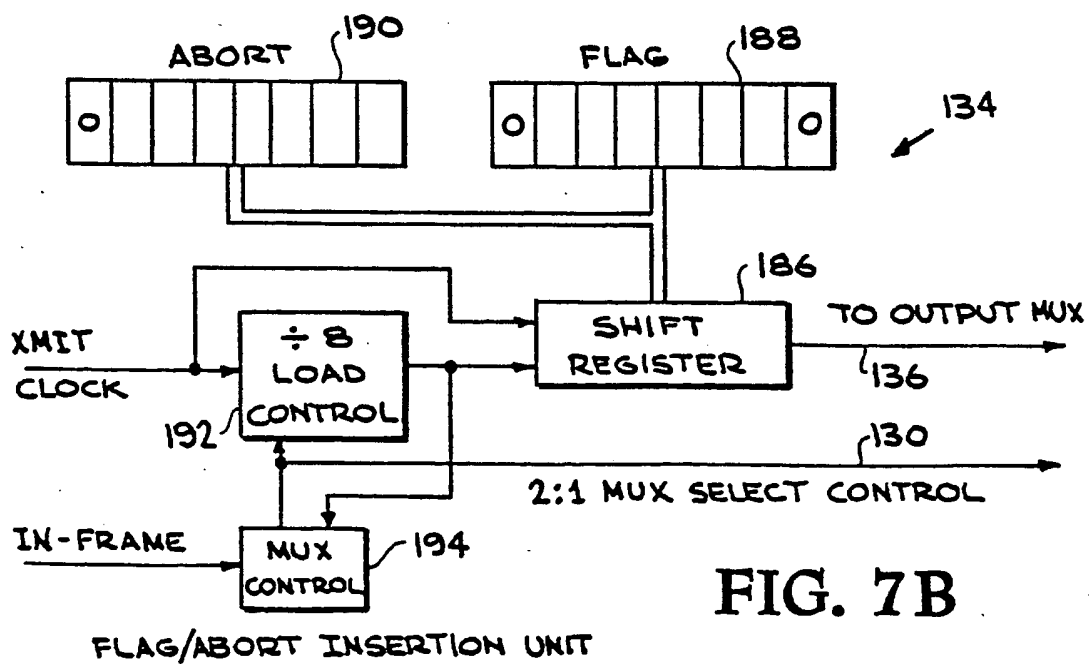 ABORT
190
FLAG
188
134
0
0
0
186
XMIT
CLOCK
÷ 8
LOAD
CONTROL
192
SHIFT
REGISTER
TO OUTPUT MUX
136
130
2:1 MUX SELECT CONTROL
IN-FRAME
MUX
CONTROL
194
FIG. 7B
FLAG/ABORT INSERTION UNIT